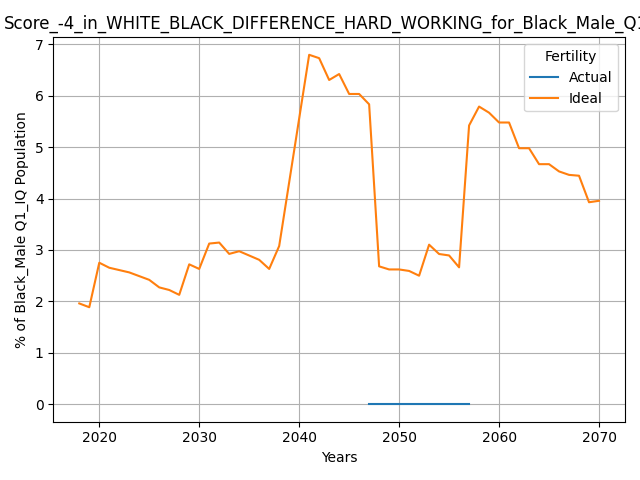 Score_-4_in_WHITE_BLACK_DIFFERENCE_HARD_WORKING_for_Black_Male_Q1
7
6
5
4
3
2
1
0
% of Black_Male Q1_IQ Population
Fertility
Actual
Ideal
2020 2030 2040 2050 2060 2070
Years